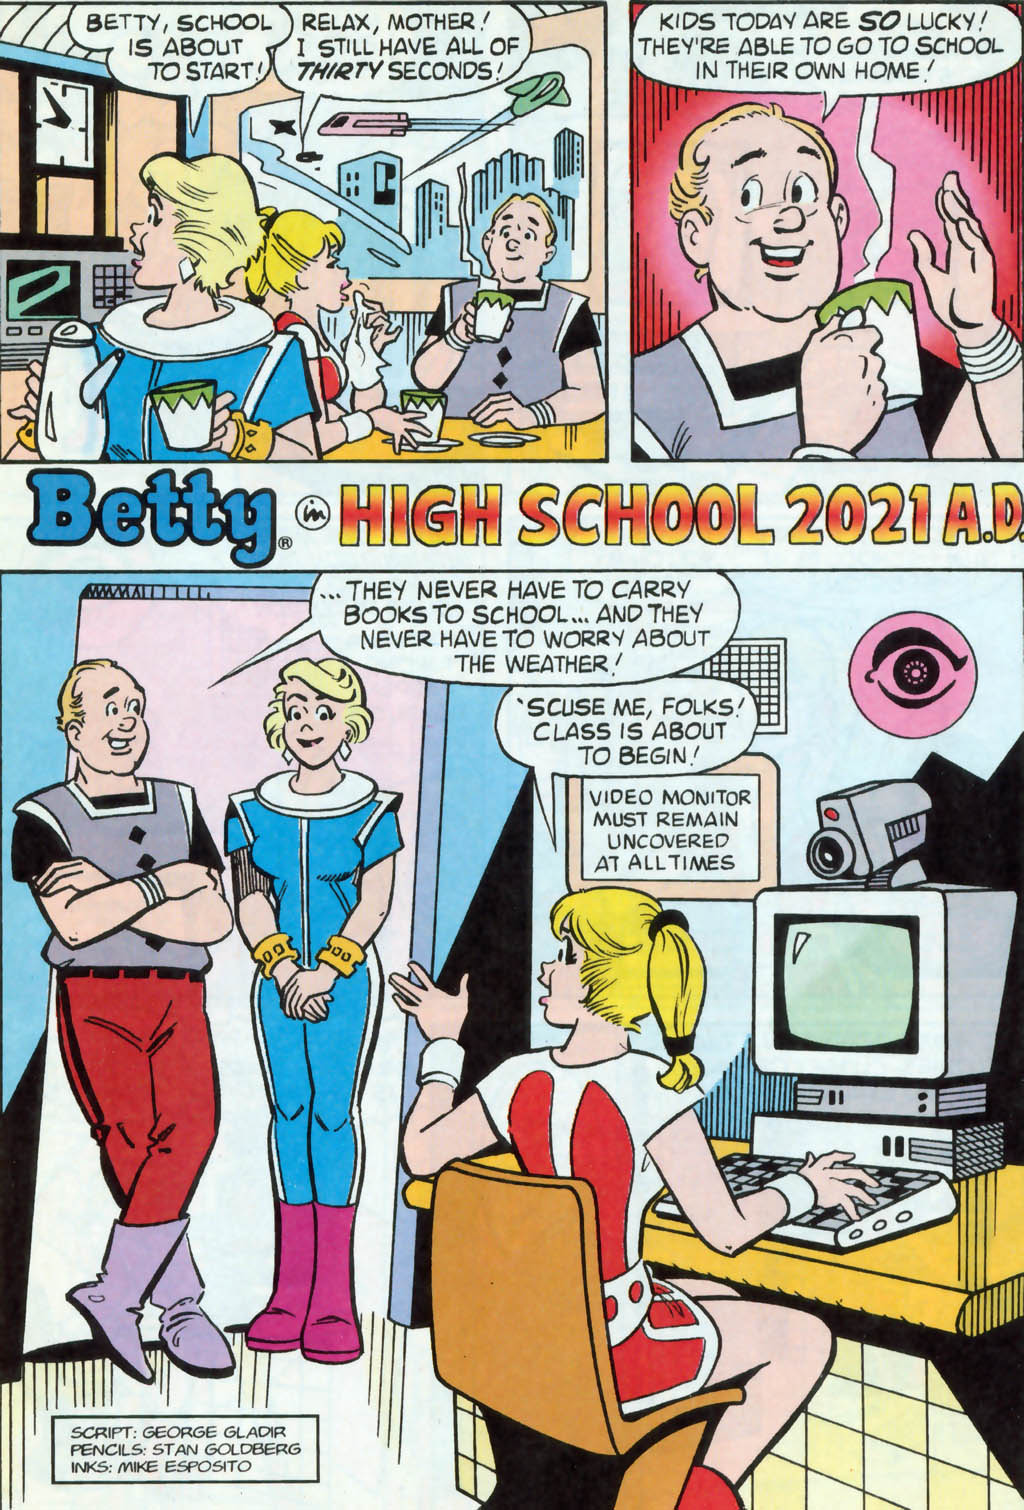 BETTY, SCHOOL
IS ABOUT
TO START!
RELAX, MOTHER!
I STILL HAVE ALL OF
THIRTY SECONDS!
KIDS TODAY ARE SO LUCKY!
THEY'RE ABLE TO GO TO SCHOOL
IN THEIR OWN HOME!
Betty® in HIGH SCHOOL 2021 A.D.
...THEY NEVER HAVE TO CARRY
BOOKS TO SCHOOL... AND THEY
NEVER HAVE TO WORRY ABOUT
THE WEATHER!
'SCUSE ME, FOLKS!
CLASS IS ABOUT
TO BEGIN!
VIDEO MONITOR
MUST REMAIN
UNCOVERED
AT ALL TIMES
SCRIPT: GEORGE GLADIR
PENCILS: STAN GOLDBERG
INKS: MIKE ESPOSITO